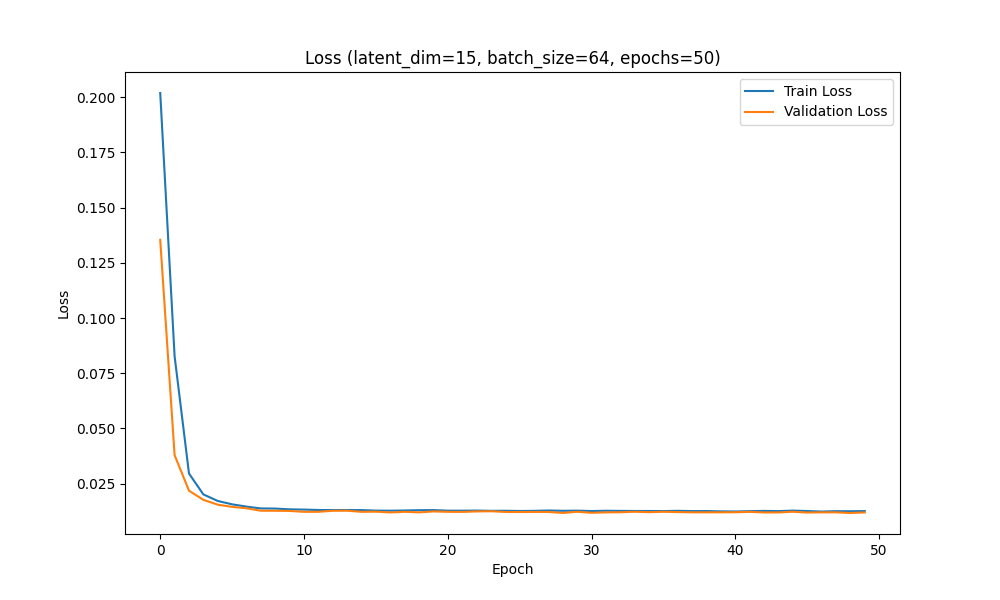 Loss (latent_dim=15, batch_size=64, epochs=50)
Train Loss
Validation Loss
0.200
0.175
0.150
0.125
0.100
0.075
0.050
0.025
Loss
0 10 20 30 40 50
Epoch